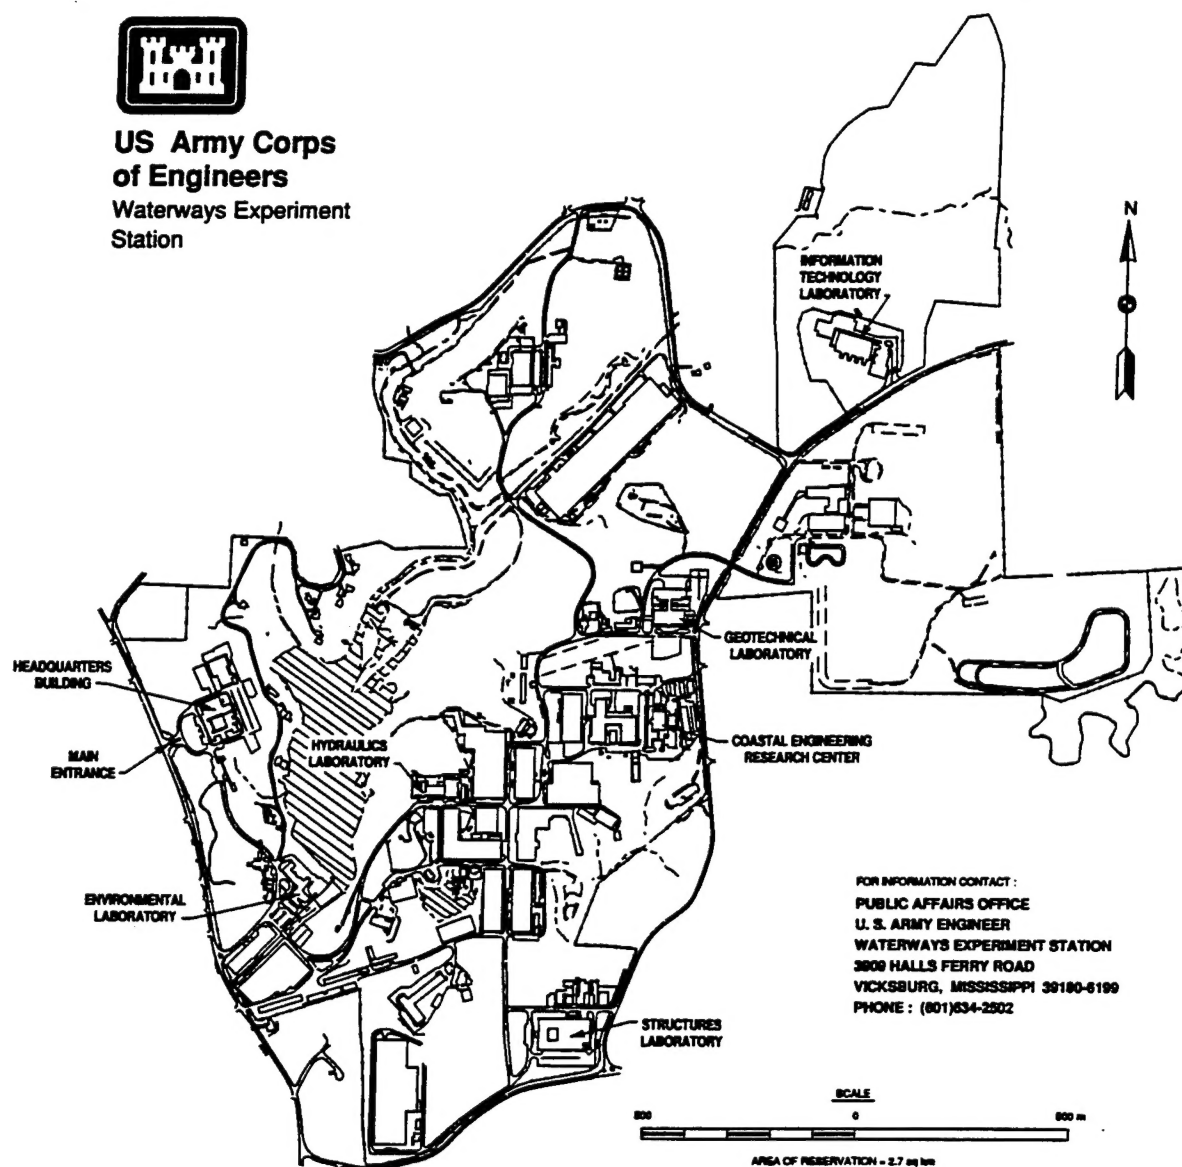 US Army Corps
of Engineers
Waterways Experiment
Station
N
INFORMATION
TECHNOLOGY
LABORATORY
GEOTECHNICAL
LABORATORY
HEADQUARTERS
BUILDING
MAIN
ENTRANCE
HYDRAULICS
LABORATORY
COASTAL ENGINEERING
RESEARCH CENTER
ENVIRONMENTAL
LABORATORY
FOR INFORMATION CONTACT :
PUBLIC AFFAIRS OFFICE
U. S. ARMY ENGINEER
WATERWAYS EXPERIMENT STATION
3909 HALLS FERRY ROAD
VICKSBURG, MISSISSIPPI 39180-6199
PHONE : (601)634-2502
STRUCTURES
LABORATORY
SCALE
500 0 500 m
AREA OF RESERVATION = 2.7 sq km